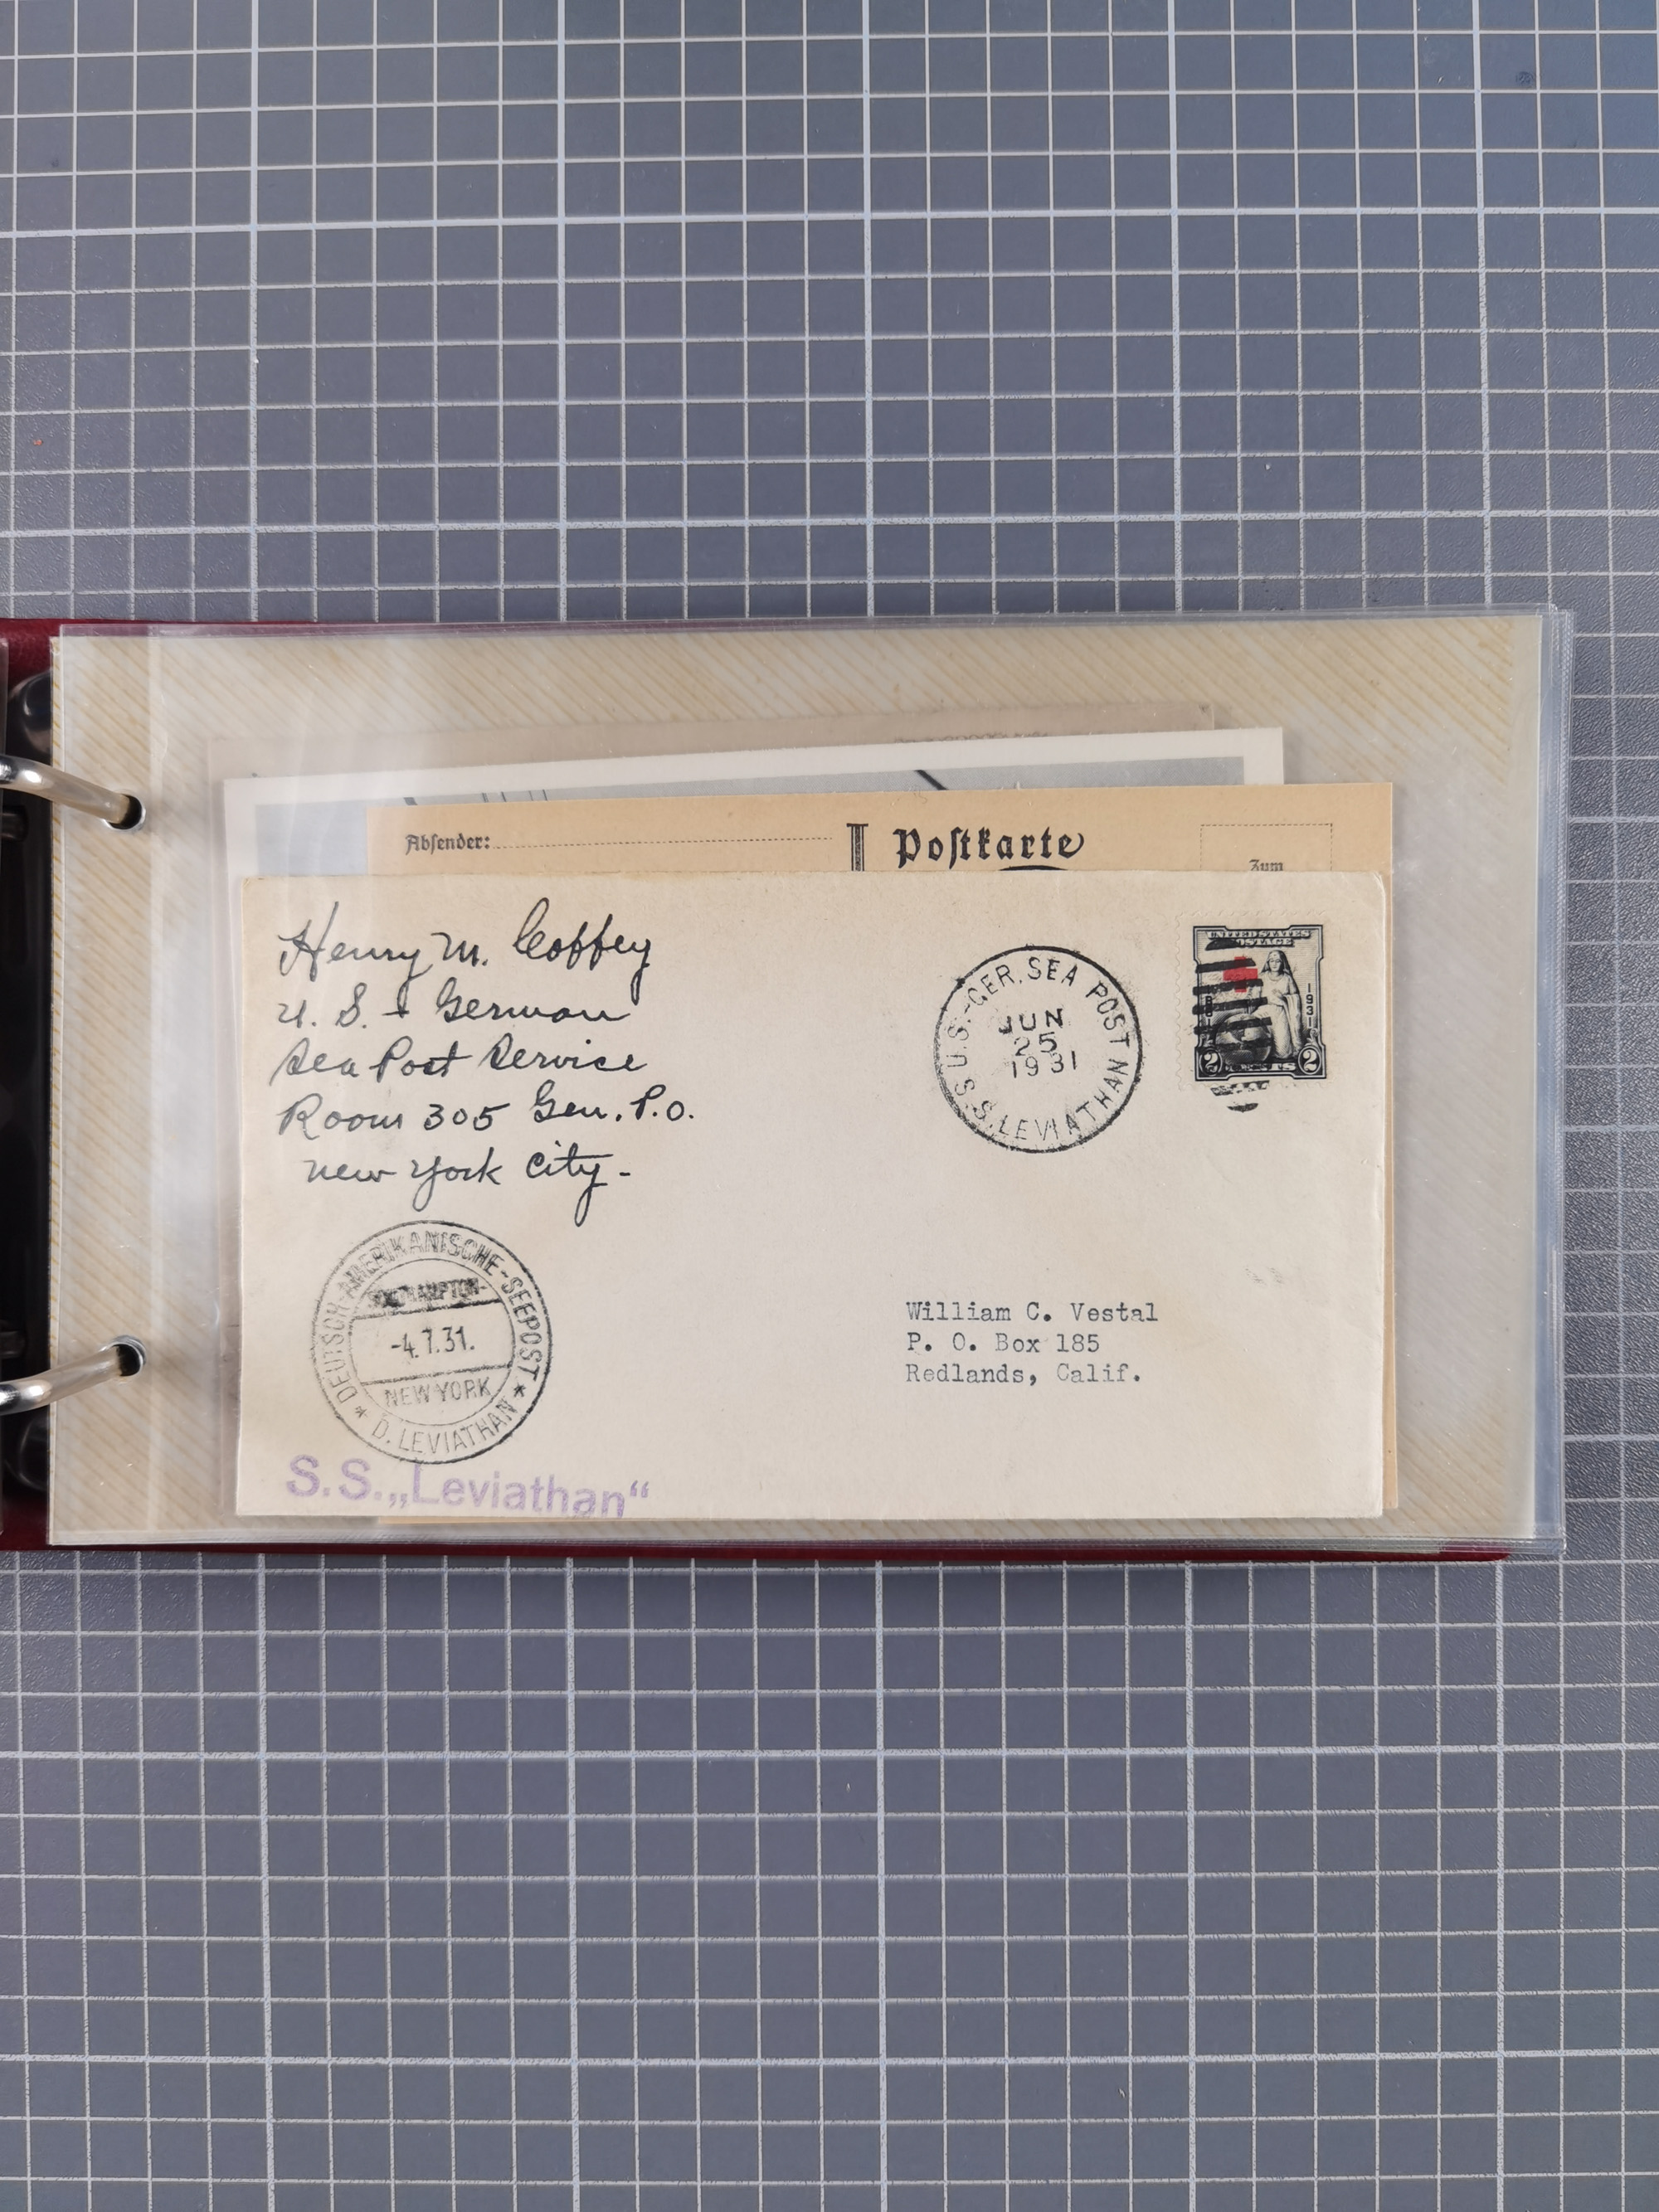 Absender:
Postkarte
Zum
Henry M. Coffey
U. S. & German
Sea Post Service
Room 305 Gen. P.O.
New York City -
U.S.-GER. SEA POST
JUN
25
1931
S.S. LEVIATHAN
UNITED STATES
POSTAGE
1931
2 CENTS 2
DEUTSCH-AMERIKANISCHE-SEEPOST
SOUTHAMPTON-
-4.7.31.
NEW YORK
* D. LEVIATHAN *
William C. Vestal
P. O. Box 185
Redlands, Calif.
S.S. „Leviathan“